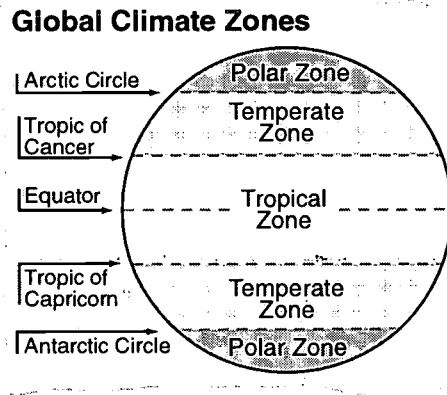 Global Climate Zones
Arctic Circle
Polar Zone
Temperate
Zone
Tropic of
Cancer
Equator
Tropical
Zone
Tropic of
Capricorn
Temperate
Zone
Antarctic Circle
Polar Zone